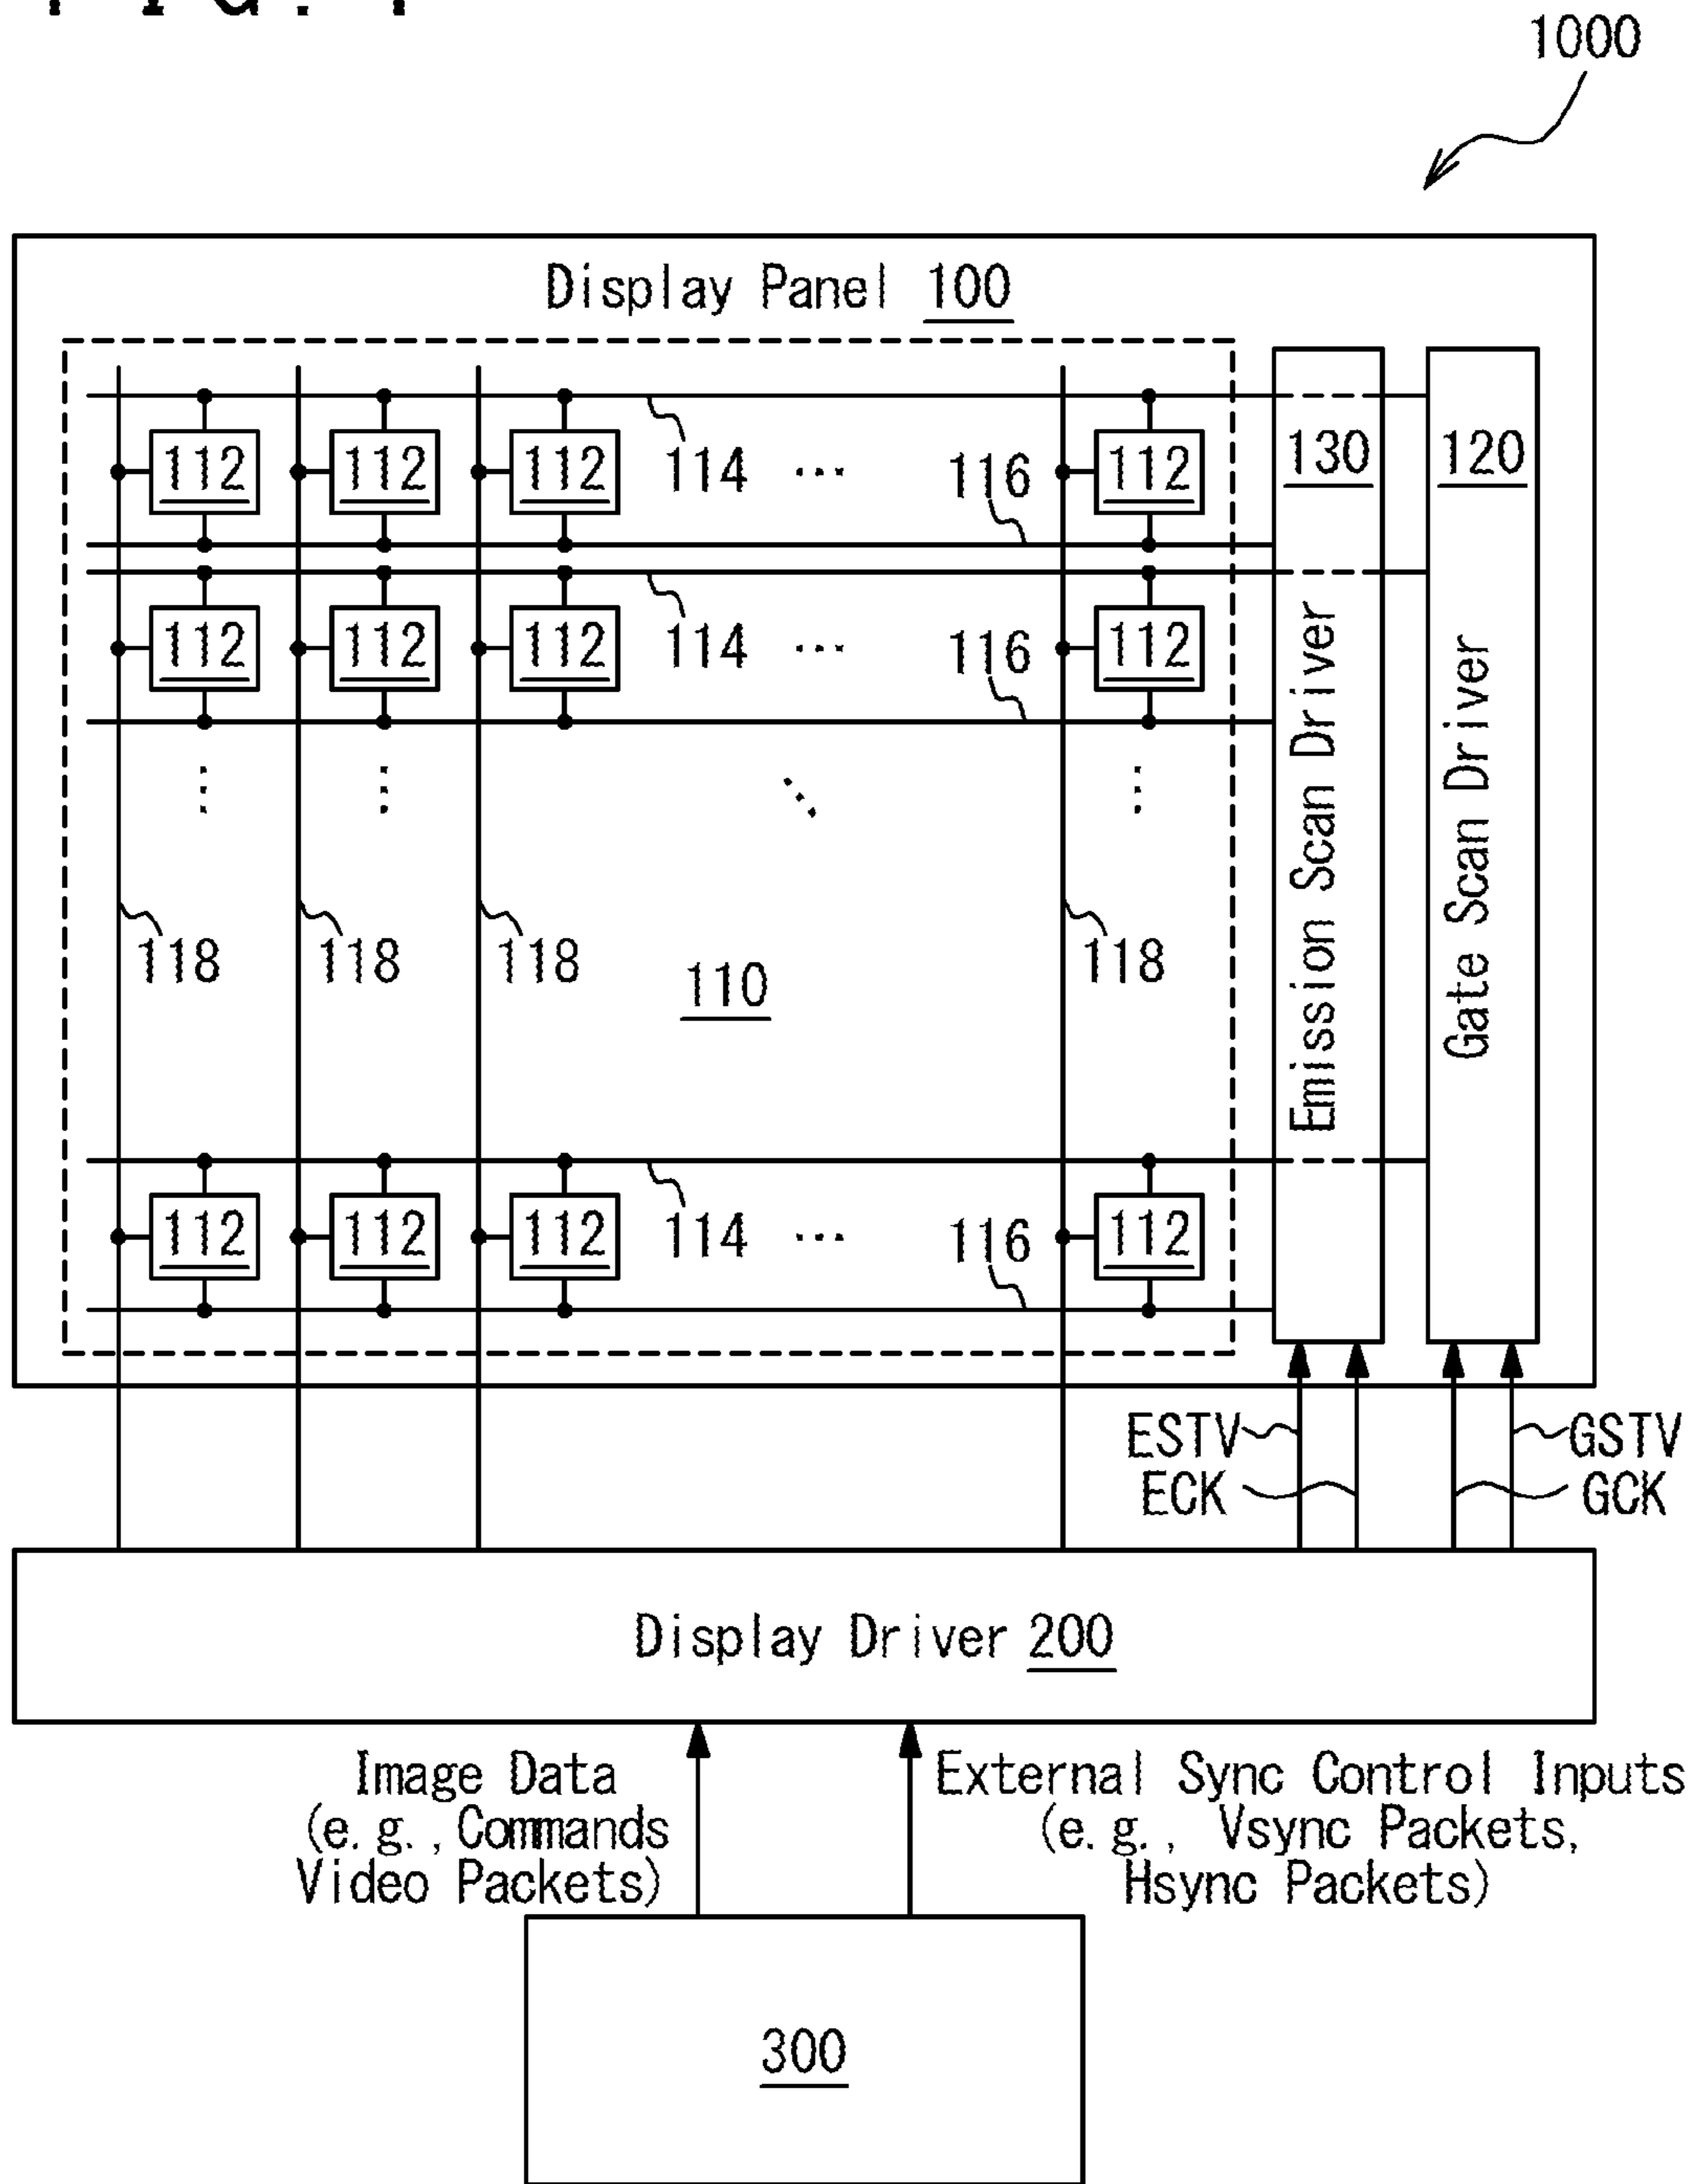 FIG. 1
1000
Display Panel 100
112 112 112 114 ... 116 112
130 120
112 112 112 114 ... 116 112
Emission Scan Driver
Gate Scan Driver
118 118 118 118
110
112 112 112 114 ... 116 112
ESTV GSTV
ECK GCK
Display Driver 200
Image Data
(e.g.,Commands
Video Packets)
External Sync Control Inputs
(e.g., Vsync Packets,
Hsync Packets)
300